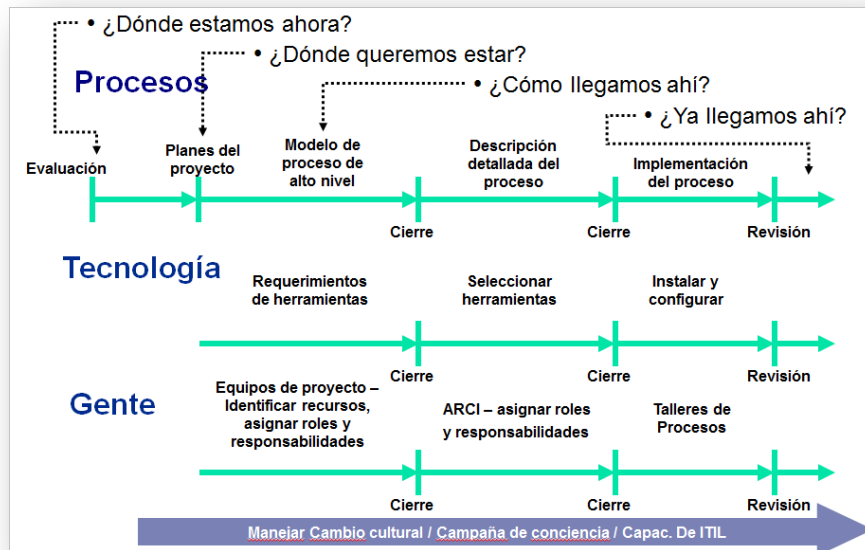 • ¿Dónde estamos ahora?
• ¿Dónde queremos estar?
Procesos
• ¿Cómo llegamos ahí?
• ¿Ya llegamos ahí?
Evaluación
Planes del
proyecto
Modelo de
proceso de
alto nivel
Descripción
detallada del
proceso
Implementación
del proceso
Cierre
Cierre
Revisión
Tecnología
Requerimientos
de herramientas
Seleccionar
herramientas
Instalar y
configurar
Cierre
Cierre
Revisión
Gente
Equipos de proyecto –
Identificar recursos,
asignar roles y
responsabilidades
ARCI – asignar roles
y responsabilidades
Talleres de
Procesos
Cierre
Cierre
Revisión
Manejar Cambio cultural / Campaña de conciencia / Capac. De ITIL